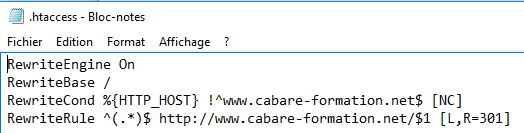 .htaccess - Bloc-notes
Fichier Edition Format Affichage ?
RewriteEngine On
RewriteBase /
RewriteCond %{HTTP_HOST} !^www.cabare-formation.net$ [NC]
RewriteRule ^(.*)$ http://www.cabare-formation.net/$1 [L,R=301]